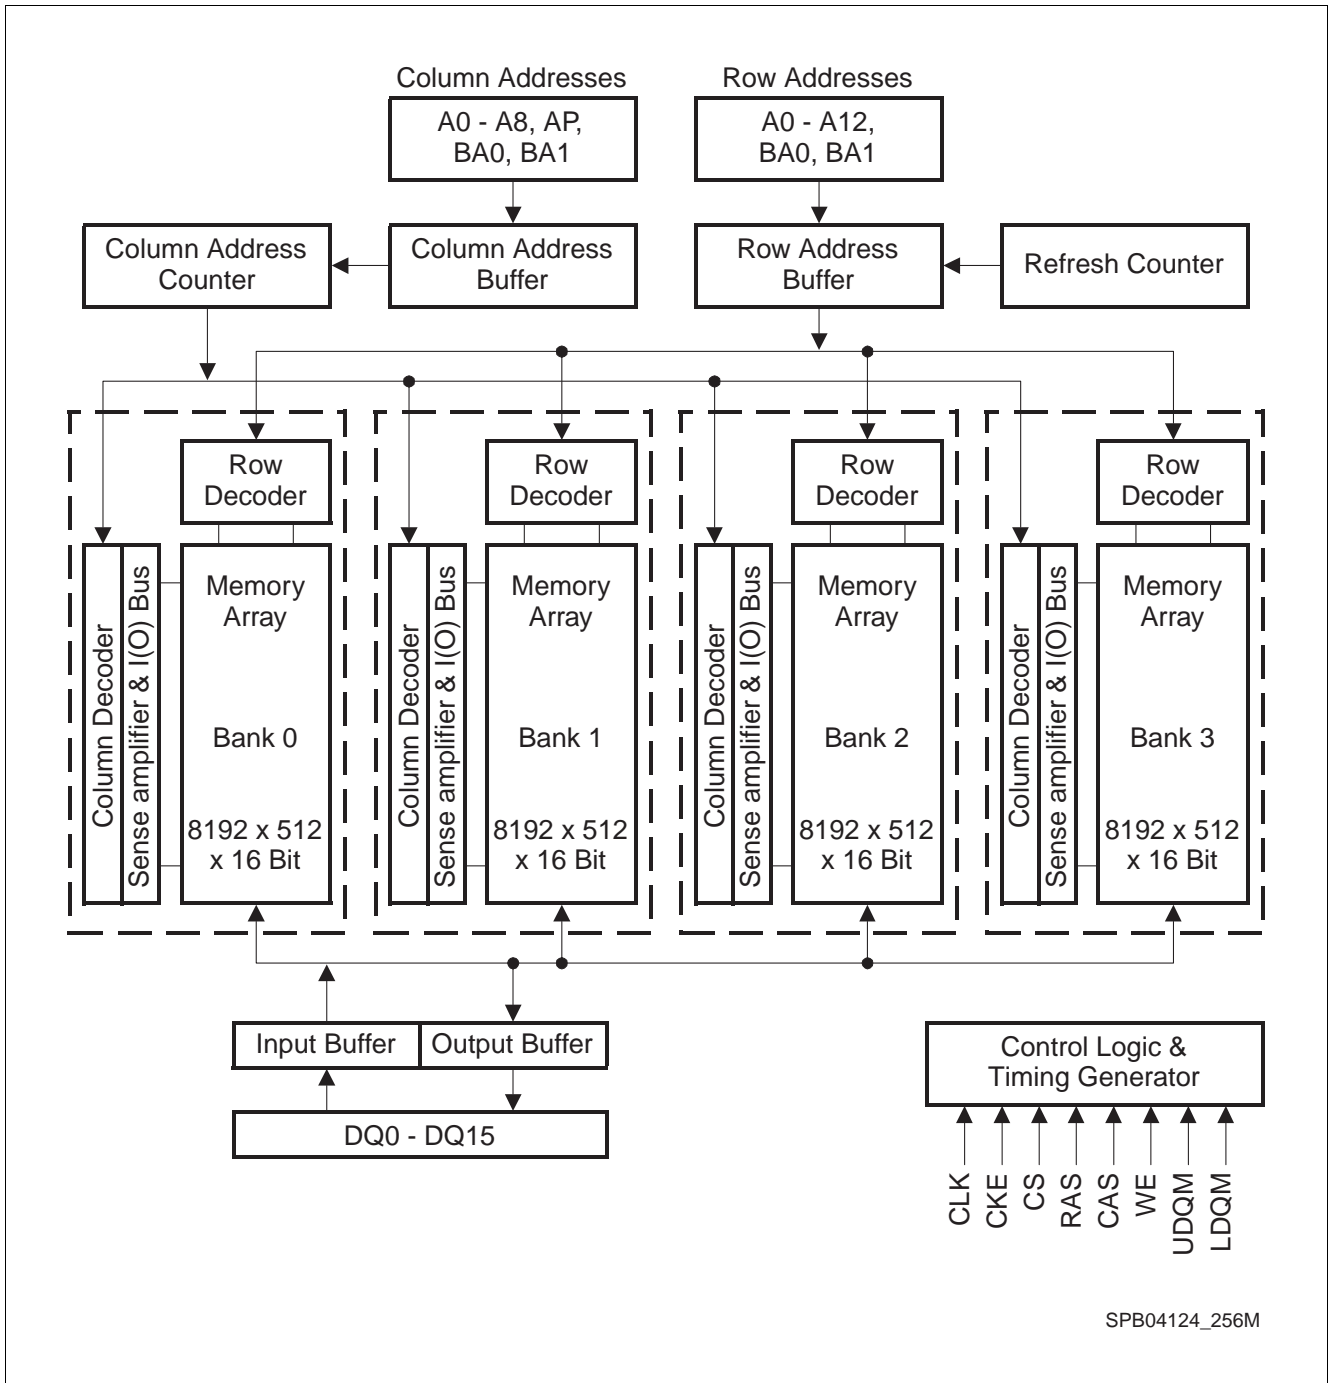 Column Addresses
Row Addresses
A0 - A8, AP,
BA0, BA1
A0 - A12,
BA0, BA1
Column Address
Counter
Column Address
Buffer
Row Address
Buffer
Refresh Counter
Row
Decoder
Row
Decoder
Row
Decoder
Row
Decoder
Column Decoder
Sense amplifier & I(O) Bus
Memory
Array
Bank 0
8192 x 512
x 16 Bit
Column Decoder
Sense amplifier & I(O) Bus
Memory
Array
Bank 1
8192 x 512
x 16 Bit
Column Decoder
Sense amplifier & I(O) Bus
Memory
Array
Bank 2
8192 x 512
x 16 Bit
Column Decoder
Sense amplifier & I(O) Bus
Memory
Array
Bank 3
8192 x 512
x 16 Bit
Input Buffer
Output Buffer
DQ0 - DQ15
Control Logic &
Timing Generator
CLK
CKE
CS
RAS
CAS
WE
UDQM
LDQM
SPB04124_256M